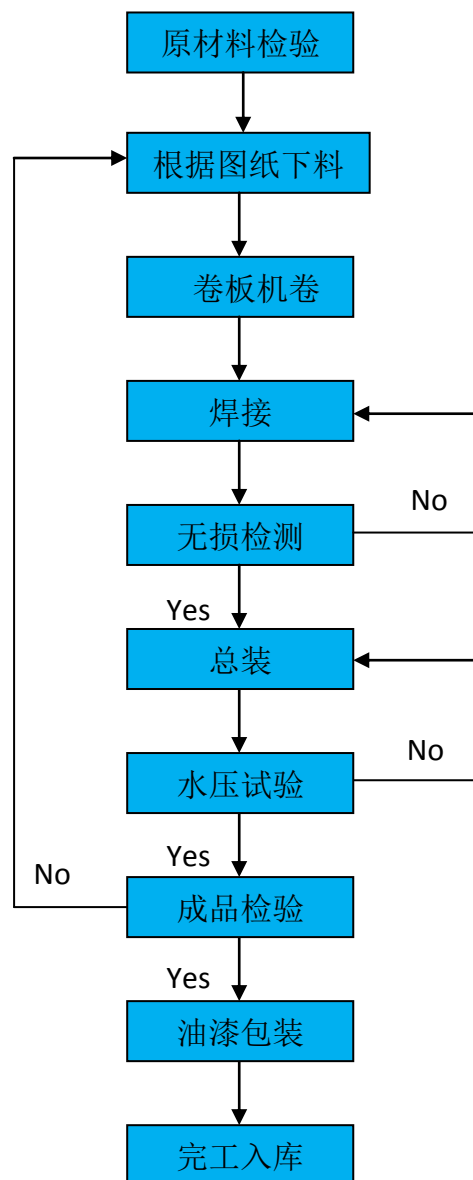 原材料检验
根据图纸下料
卷板机卷
焊接
无损检测
No
Yes
总装
水压试验
No
Yes
No
成品检验
Yes
油漆包装
完工入库